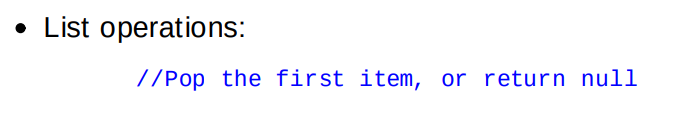 • List operations:
//Pop the first item, or return null